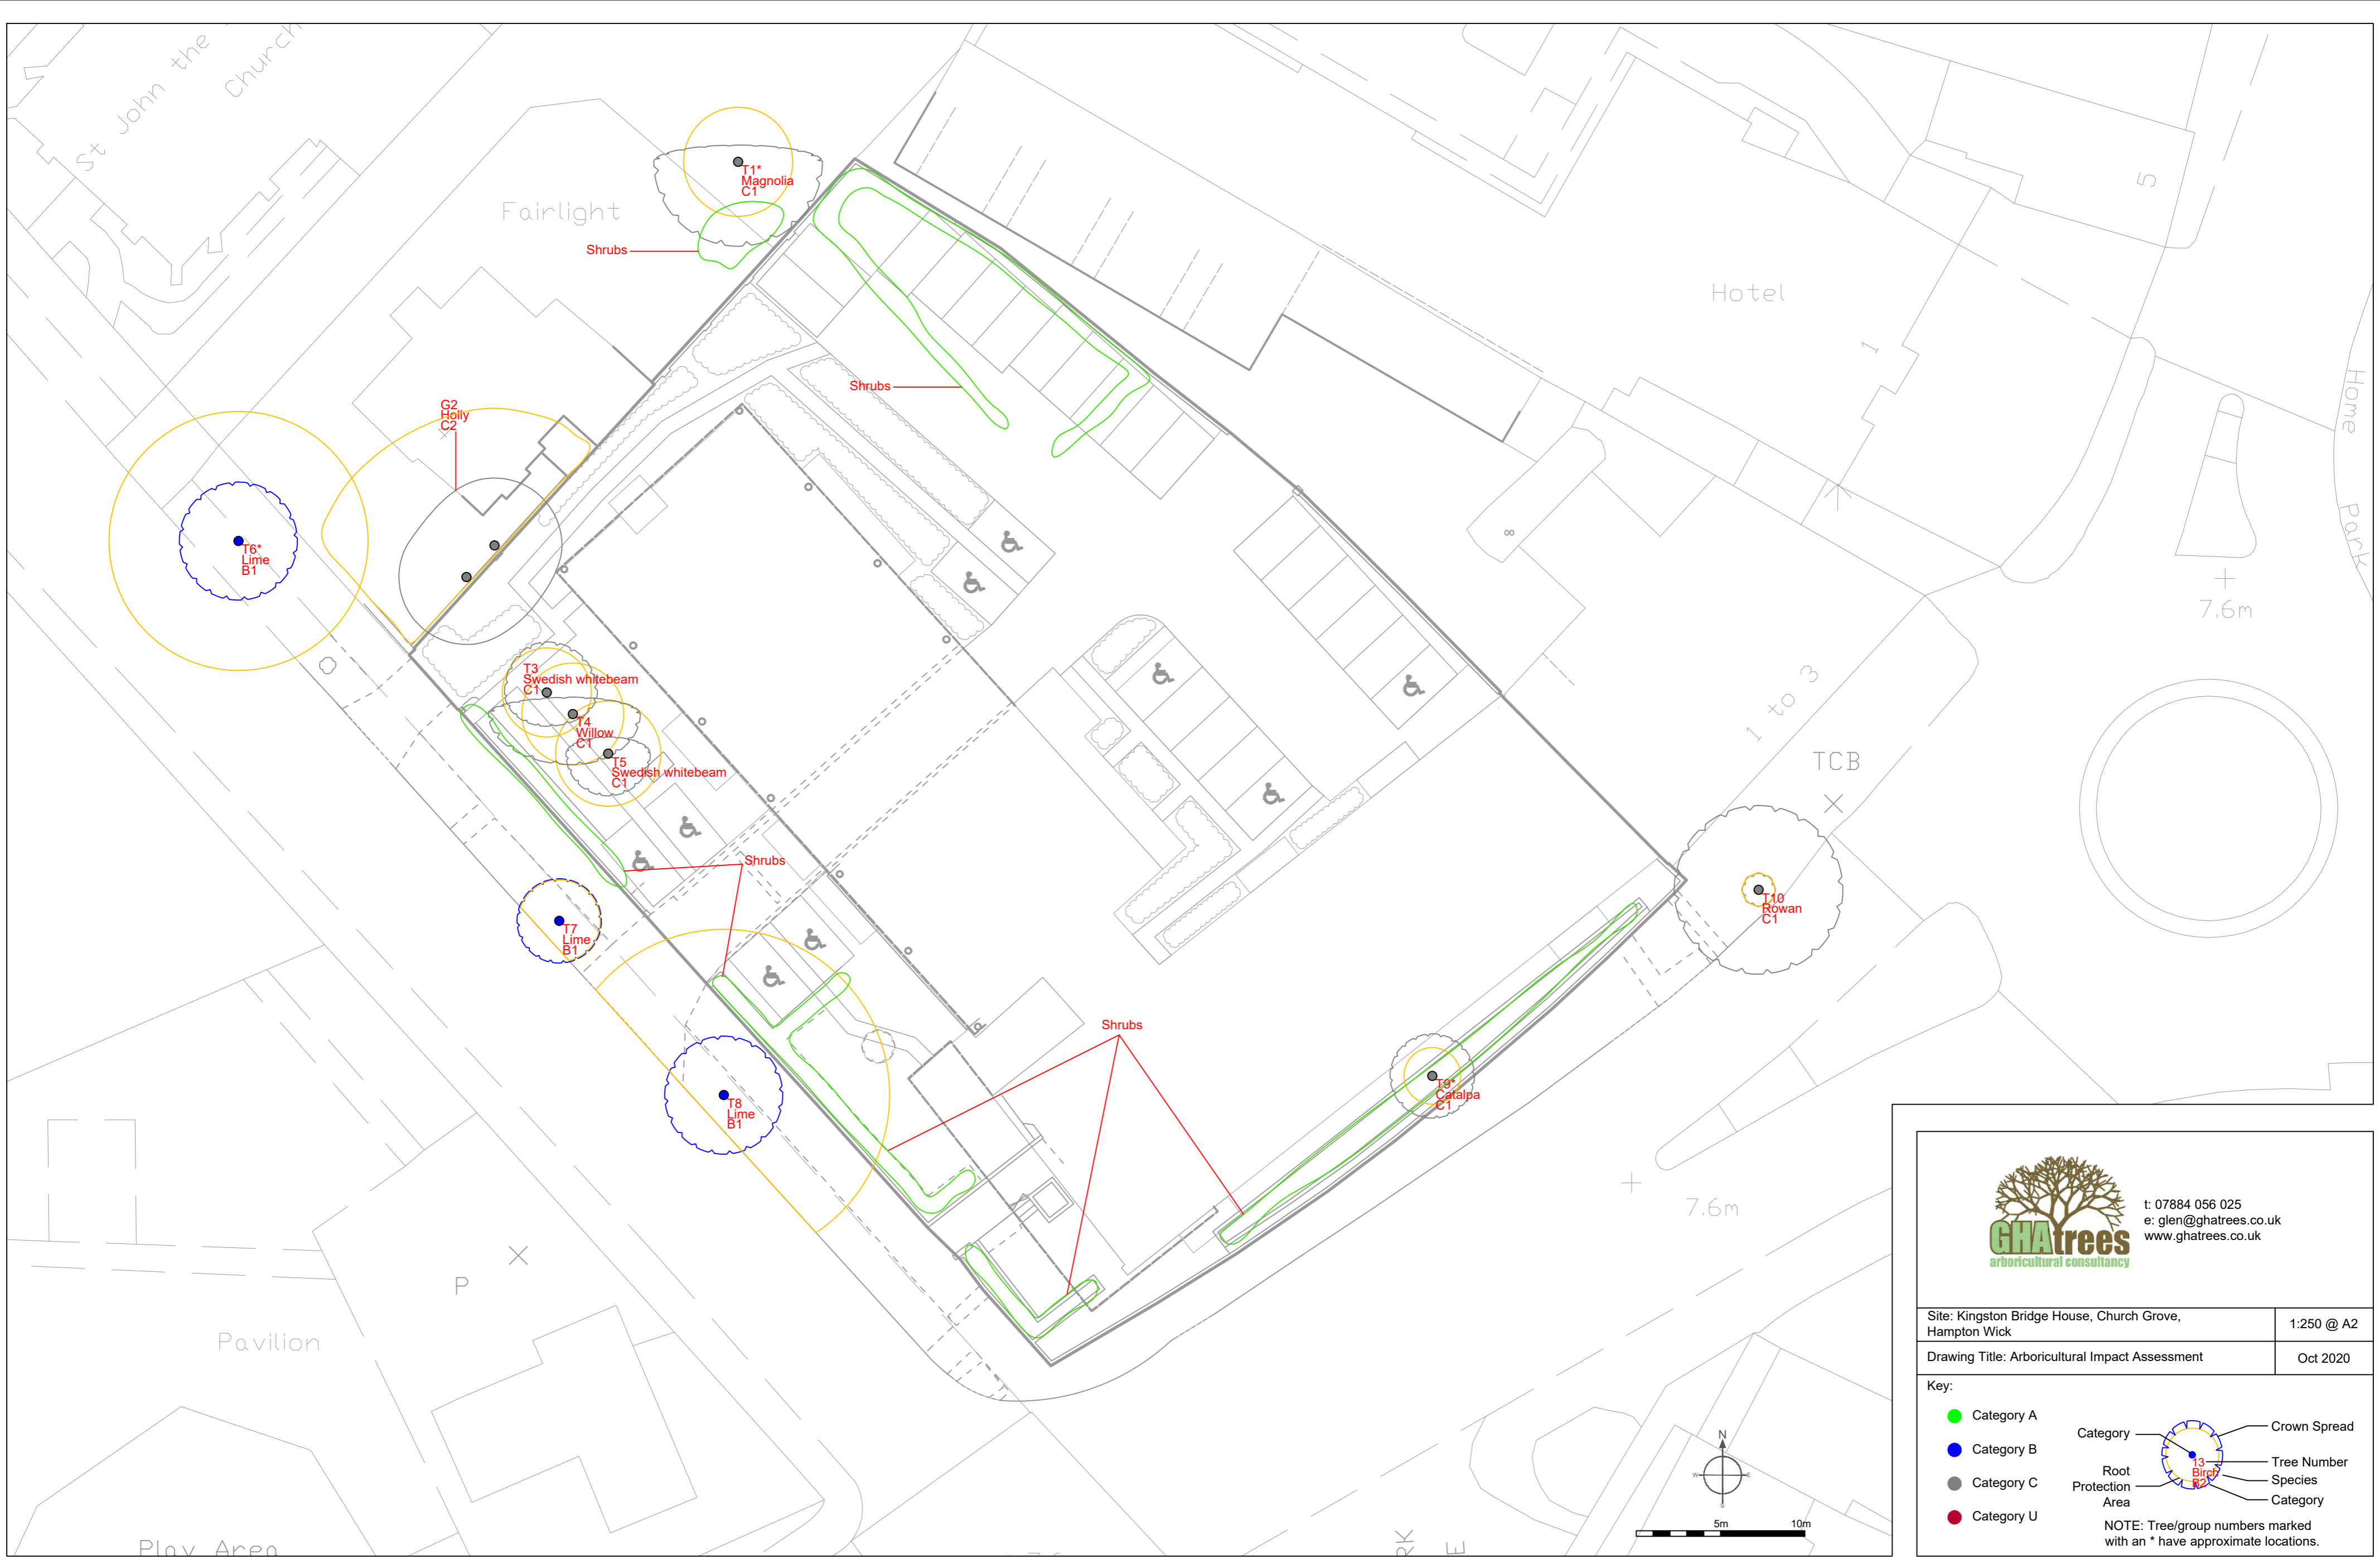 St John the
Church
Fairlight
T1*
Magnolia
C1
Shrubs
Shrubs
G2
Holly
C2
T6*
Lime
B1
T3
Swedish whitebeam
C1
T4
Willow
C1
T5
Swedish whitebeam
C1
Shrubs
T7
Lime
B1
T8
Lime
B1
Shrubs
T9*
Catalpa
C1
T10
Rowan
C1
Hotel
5
1
8
1 to 3
TCB
Home Park
7.6m
7.6m
P
Pavilion
Play Area
N
W
E
S
5m
10m
GHAtrees
arboricultural consultancy
t: 07884 056 025
e: glen@ghatrees.co.uk
www.ghatrees.co.uk
Site: Kingston Bridge House, Church Grove,
Hampton Wick
1:250 @ A2
Drawing Title: Arboricultural Impact Assessment
Oct 2020
Key:
Category A
Category B
Category C
Category U
Category
Root
Protection
Area
13
Birch
B2
Crown Spread
Tree Number
Species
Category
NOTE: Tree/group numbers marked
with an * have approximate locations.